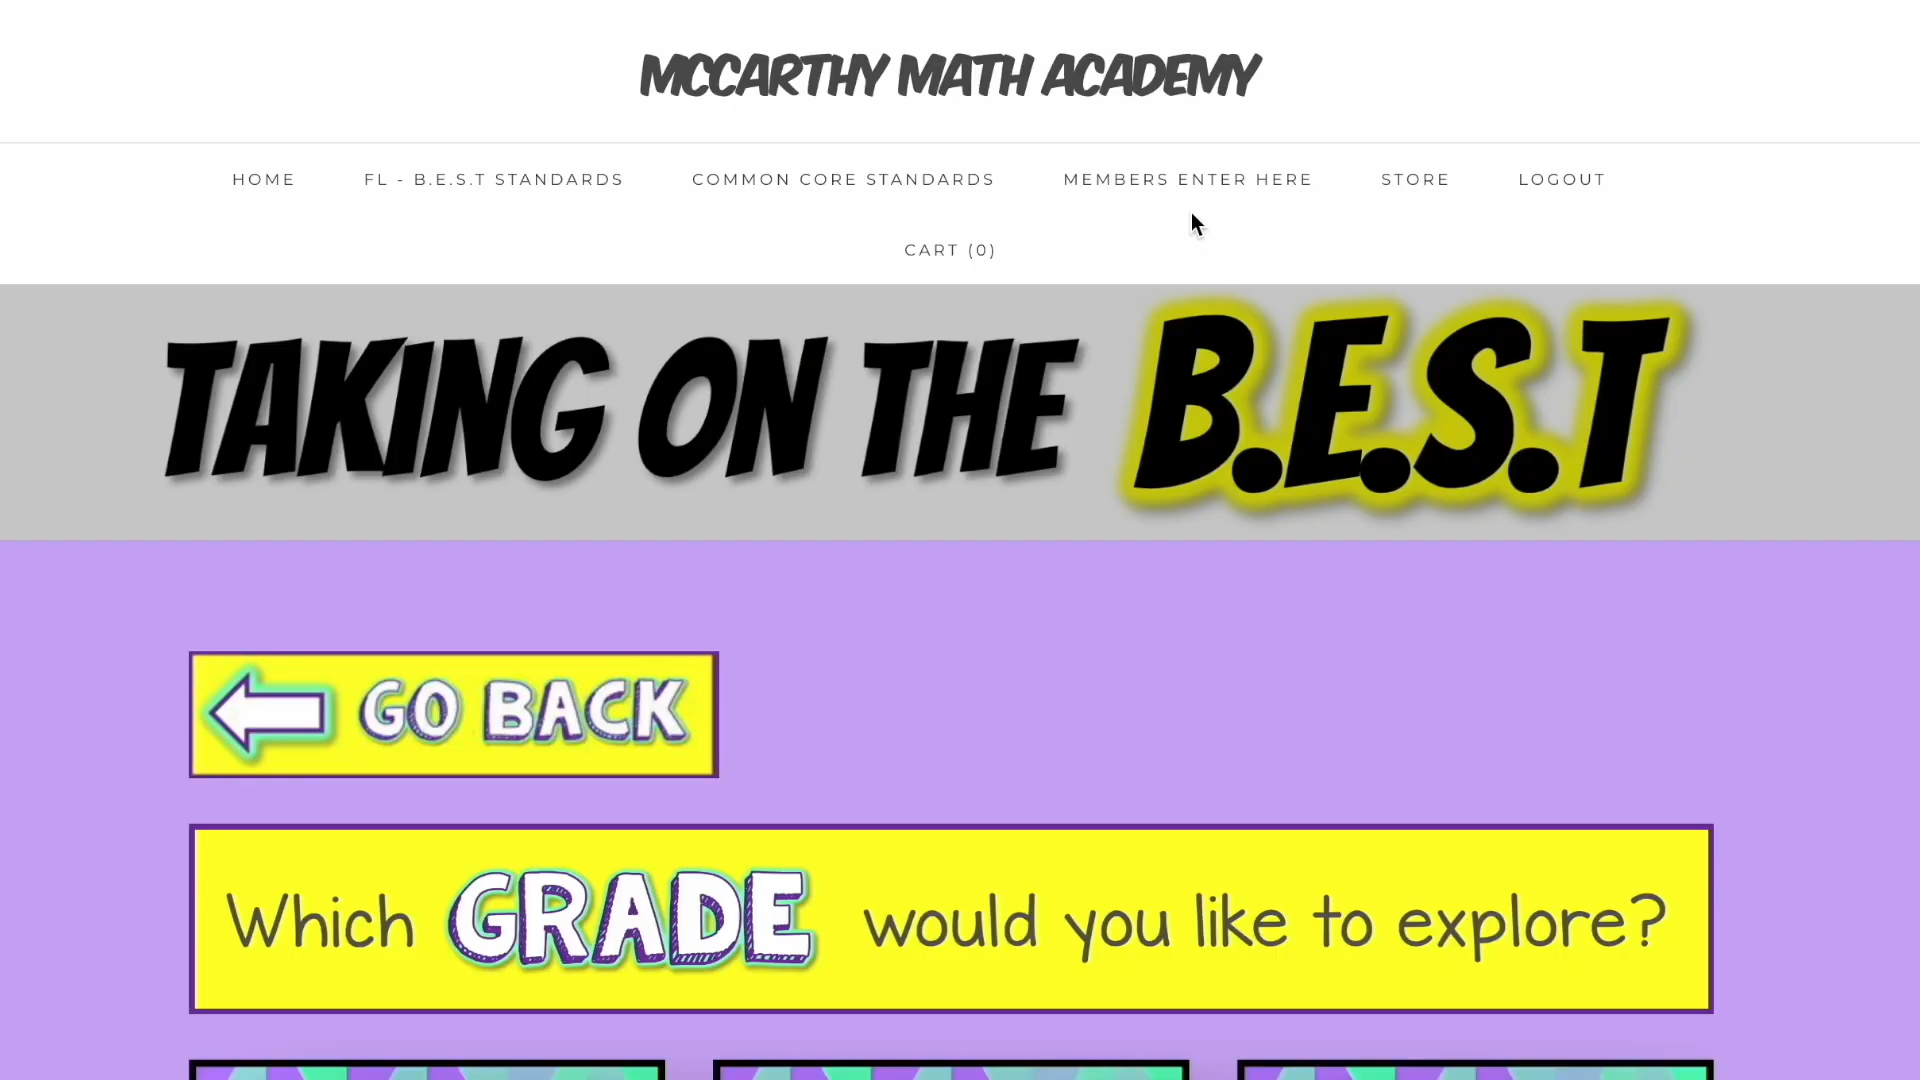 MCCARTHY MATH ACADEMY
HOME FL - B.E.S.T STANDARDS COMMON CORE STANDARDS MEMBERS ENTER HERE STORE LOGOUT
CART (0)
TAKING ON THE B.E.S.T
GO BACK
Which GRADE would you like to explore?